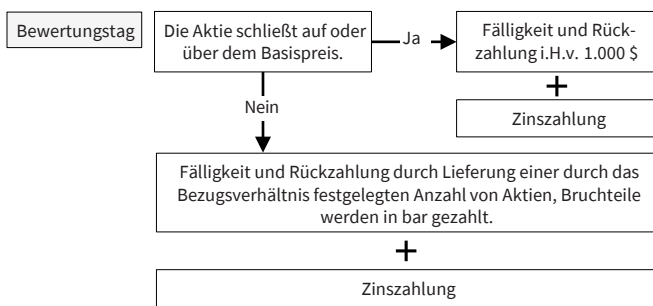 Bewertungstag
Die Aktie schließt auf oder
über dem Basispreis.
Ja
Fälligkeit und Rück-
zahlung i.H.v. 1.000 $
+
Zinszahlung
Nein
Fälligkeit und Rückzahlung durch Lieferung einer durch das
Bezugsverhältnis festgelegten Anzahl von Aktien, Bruchteile
werden in bar gezahlt.
+
Zinszahlung